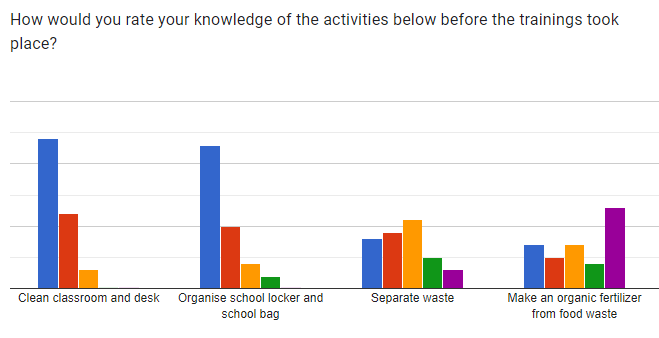 How would you rate your knowledge of the activities below before the trainings took
place?
Clean classroom and desk
Organise school locker and
school bag
Separate waste
Make an organic fertilizer
from food waste